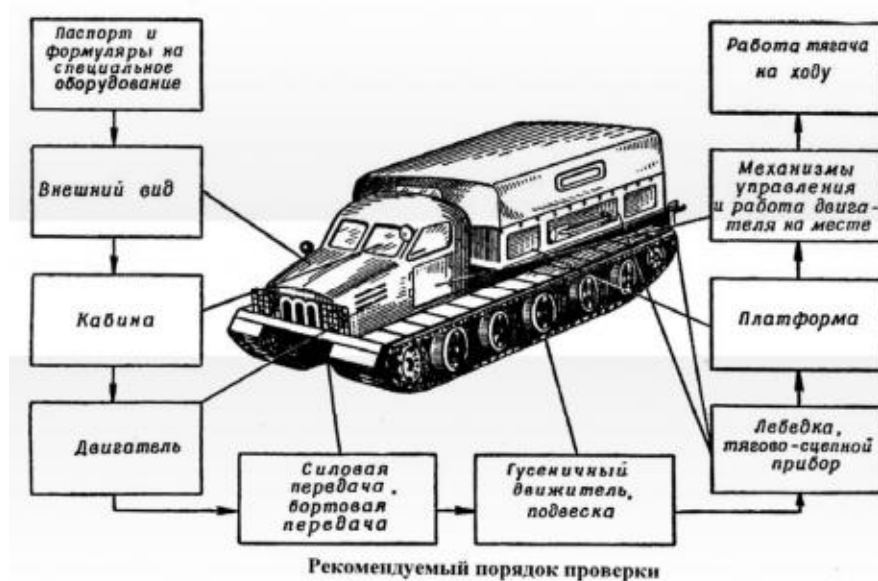 Паспорт и
формуляры на
специальное
оборудование
Внешний вид
Кабина
Двигатель
Силовая
передача,
бортовая
передача
Гусеничный
движитель,
подвеска
Лебедка,
тягово-сцепной
прибор
Платформа
Механизмы
управления
и работа двига-
теля на месте
Работа тягача
на ходу
Рекомендуемый порядок проверки